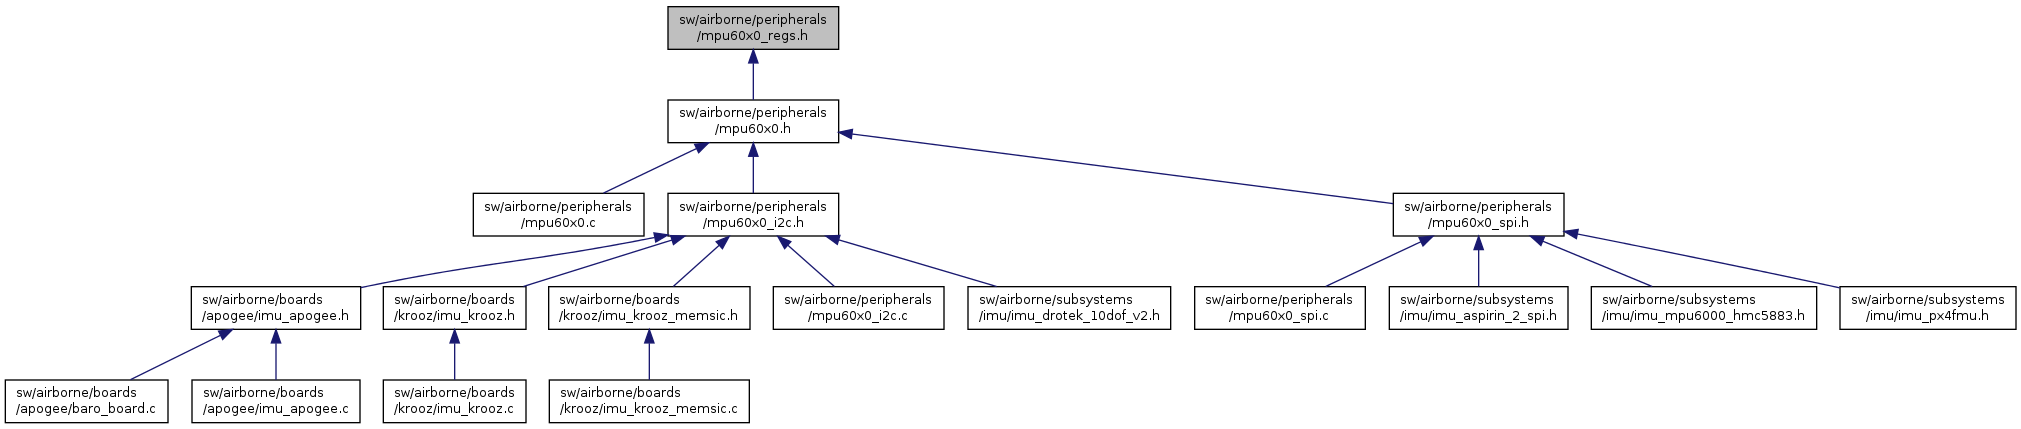 sw/airborne/peripherals
/mpu60x0_regs.h
sw/airborne/peripherals
/mpu60x0.h
sw/airborne/peripherals
/mpu60x0.c
sw/airborne/peripherals
/mpu60x0_i2c.h
sw/airborne/peripherals
/mpu60x0_spi.h
sw/airborne/boards
/apogee/imu_apogee.h
sw/airborne/boards
/krooz/imu_krooz.h
sw/airborne/boards
/krooz/imu_krooz_memsic.h
sw/airborne/peripherals
/mpu60x0_i2c.c
sw/airborne/subsystems
/imu/imu_drotek_10dof_v2.h
sw/airborne/peripherals
/mpu60x0_spi.c
sw/airborne/subsystems
/imu/imu_aspirin_2_spi.h
sw/airborne/subsystems
/imu/imu_mpu6000_hmc5883.h
sw/airborne/subsystems
/imu/imu_px4fmu.h
sw/airborne/boards
/apogee/baro_board.c
sw/airborne/boards
/apogee/imu_apogee.c
sw/airborne/boards
/krooz/imu_krooz.c
sw/airborne/boards
/krooz/imu_krooz_memsic.c